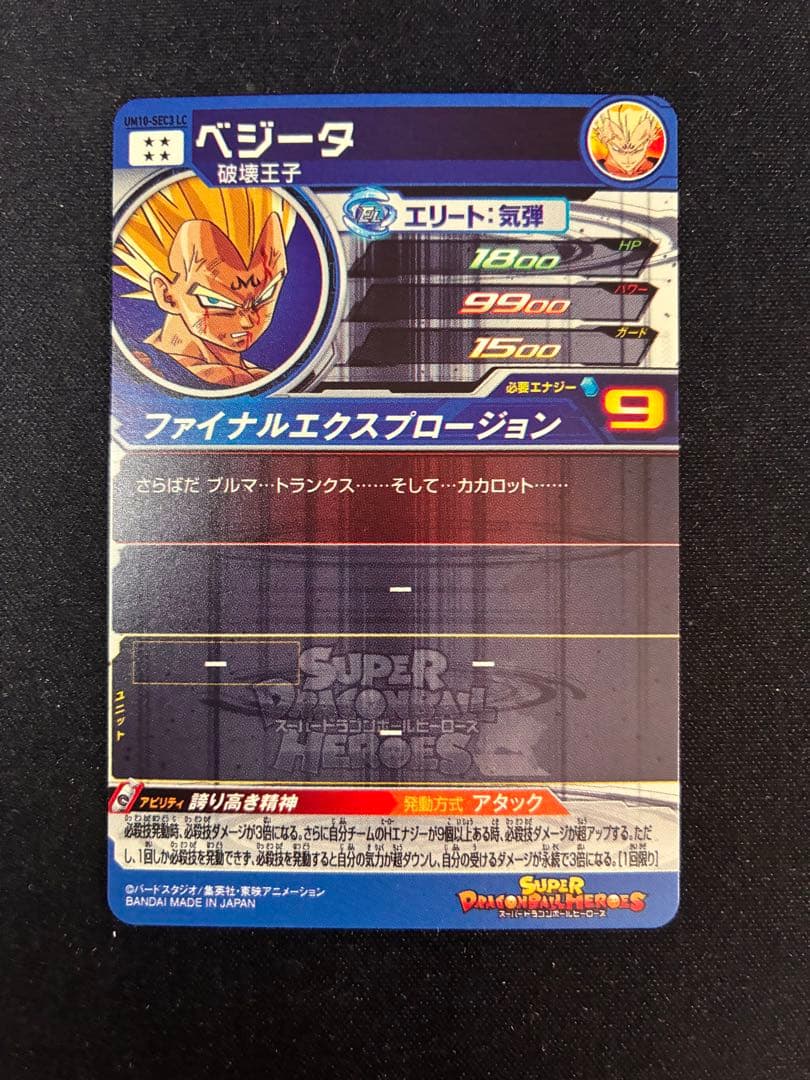 UM10-SEC3 LC
ベジータ
破壊王子
エリート:気弾
1800 HP
9900 パワー
1500 ガード
必要エナジー 9
ファイナルエクスプロージョン
さらばだ ブルマ…トランクス……そして…カカロット……
ー
ー ー
ユニット
SUPER
DRAGONBALL
スーパードラゴンボールヒーローズ
HEROES
ー
アビリティ 誇り高き精神 発動方式 アタック
必殺技発動時、必殺技ダメージが3倍になる。さらに自分チームのHエナジーが9個以上ある時、必殺技ダメージが超アップする。ただ
し、1回しか必殺技を発動できず、必殺技を発動すると自分の気力が超ダウンし、自分の受けるダメージが永続で3倍になる。[1回限り]
©バードスタジオ/集英社・東映アニメーション
BANDAI MADE IN JAPAN
SUPER
DRAGONBALL HEROES
スーパードラゴンボールヒーローズ